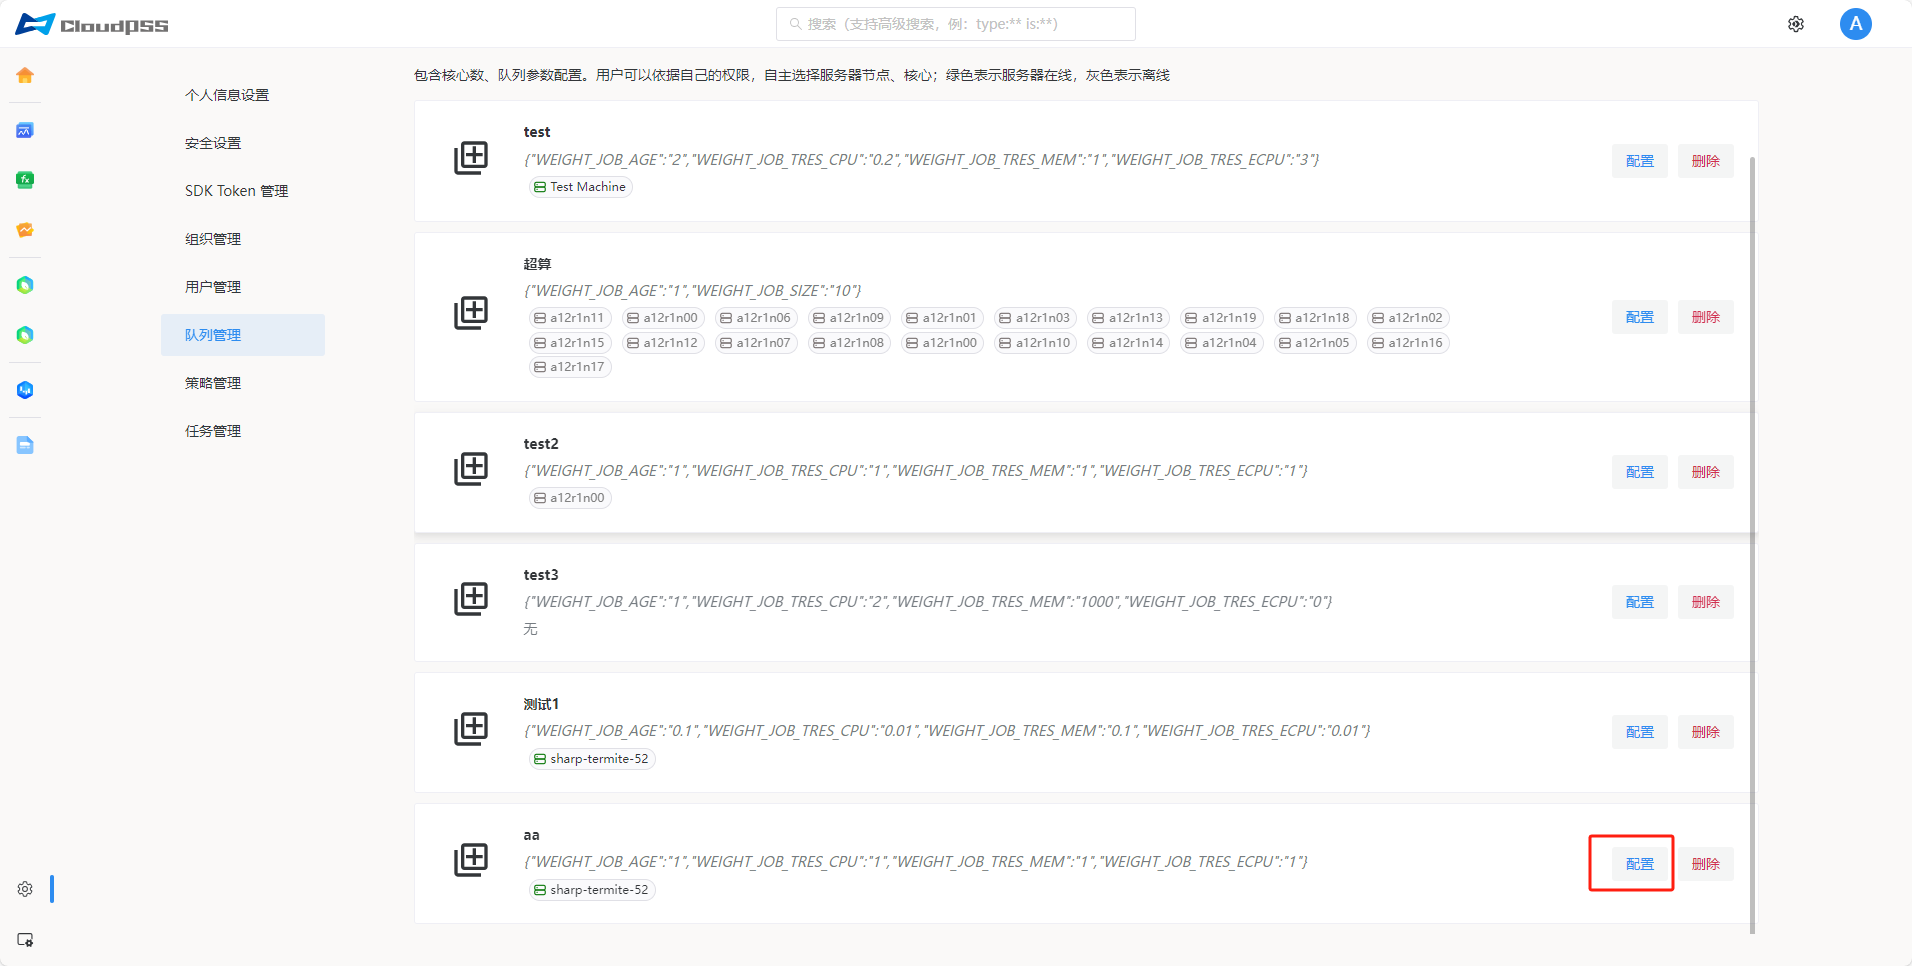 CloudPSS
搜索（支持高级搜索，例：type:** is:**)
A
个人信息设置
安全设置
SDK Token 管理
组织管理
用户管理
队列管理
策略管理
任务管理
包含核心数、队列参数配置。用户可以依据自己的权限，自主选择服务器节点、核心；绿色表示服务器在线，灰色表示离线
test
{"WEIGHT_JOB_AGE":"2","WEIGHT_JOB_TRES_CPU":"0.2","WEIGHT_JOB_TRES_MEM":"1","WEIGHT_JOB_TRES_ECPU":"3"}
Test Machine
配置 删除
超算
{"WEIGHT_JOB_AGE":"1","WEIGHT_JOB_SIZE":"10"}
a12r1n11 a12r1n00 a12r1n06 a12r1n09 a12r1n01 a12r1n03 a12r1n13 a12r1n19 a12r1n18 a12r1n02
a12r1n15 a12r1n12 a12r1n07 a12r1n08 a12r1n00 a12r1n10 a12r1n14 a12r1n04 a12r1n05 a12r1n16
a12r1n17
配置 删除
test2
{"WEIGHT_JOB_AGE":"1","WEIGHT_JOB_TRES_CPU":"1","WEIGHT_JOB_TRES_MEM":"1","WEIGHT_JOB_TRES_ECPU":"1"}
a12r1n00
配置 删除
test3
{"WEIGHT_JOB_AGE":"1","WEIGHT_JOB_TRES_CPU":"2","WEIGHT_JOB_TRES_MEM":"1000","WEIGHT_JOB_TRES_ECPU":"0"}
无
配置 删除
测试1
{"WEIGHT_JOB_AGE":"0.1","WEIGHT_JOB_TRES_CPU":"0.01","WEIGHT_JOB_TRES_MEM":"0.1","WEIGHT_JOB_TRES_ECPU":"0.01"}
sharp-termite-52
配置 删除
aa
{"WEIGHT_JOB_AGE":"1","WEIGHT_JOB_TRES_CPU":"1","WEIGHT_JOB_TRES_MEM":"1","WEIGHT_JOB_TRES_ECPU":"1"}
sharp-termite-52
配置 删除